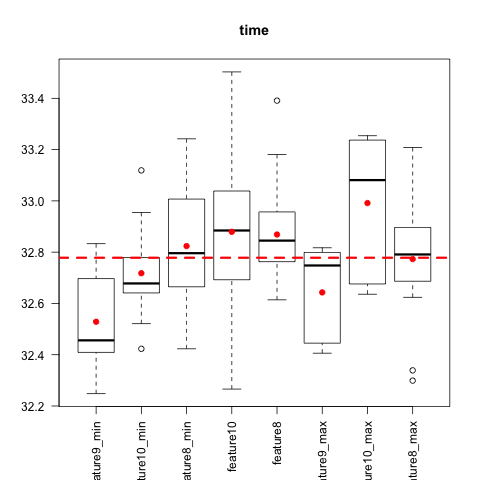 time
33.4
33.2
33.0
32.8
32.6
32.4
32.2
ature9_min
ture10_min
ature8_min
feature10
feature8
ature9_max
ture10_max
ture8_max